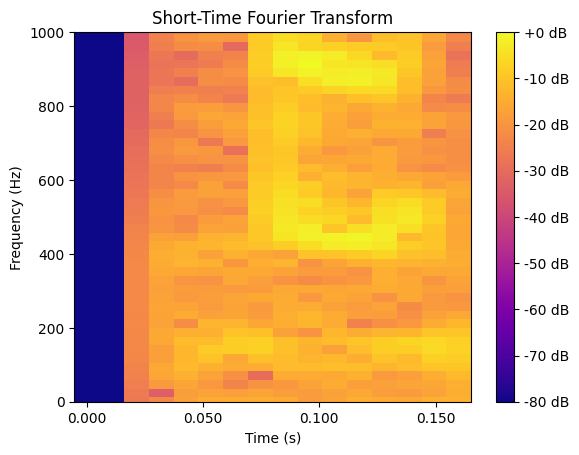 Short-Time Fourier Transform
1000
800
600
400
200
0
Frequency (Hz)
0.000
0.050
0.100
0.150
Time (s)
+0 dB
-10 dB
-20 dB
-30 dB
-40 dB
-50 dB
-60 dB
-70 dB
-80 dB